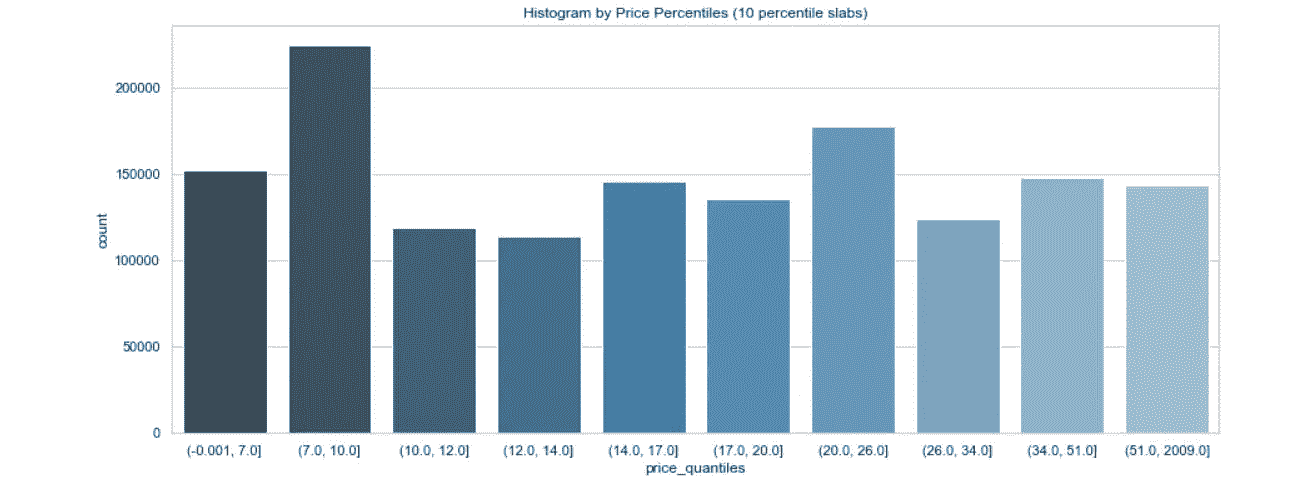 Histogram by Price Percentiles (10 percentile slabs)
200000
150000
100000
50000
0
count
(-0.001, 7.0] (7.0, 10.0] (10.0, 12.0] (12.0, 14.0] (14.0, 17.0] (17.0, 20.0] (20.0, 26.0] (26.0, 34.0] (34.0, 51.0] (51.0, 2009.0]
price_quantiles